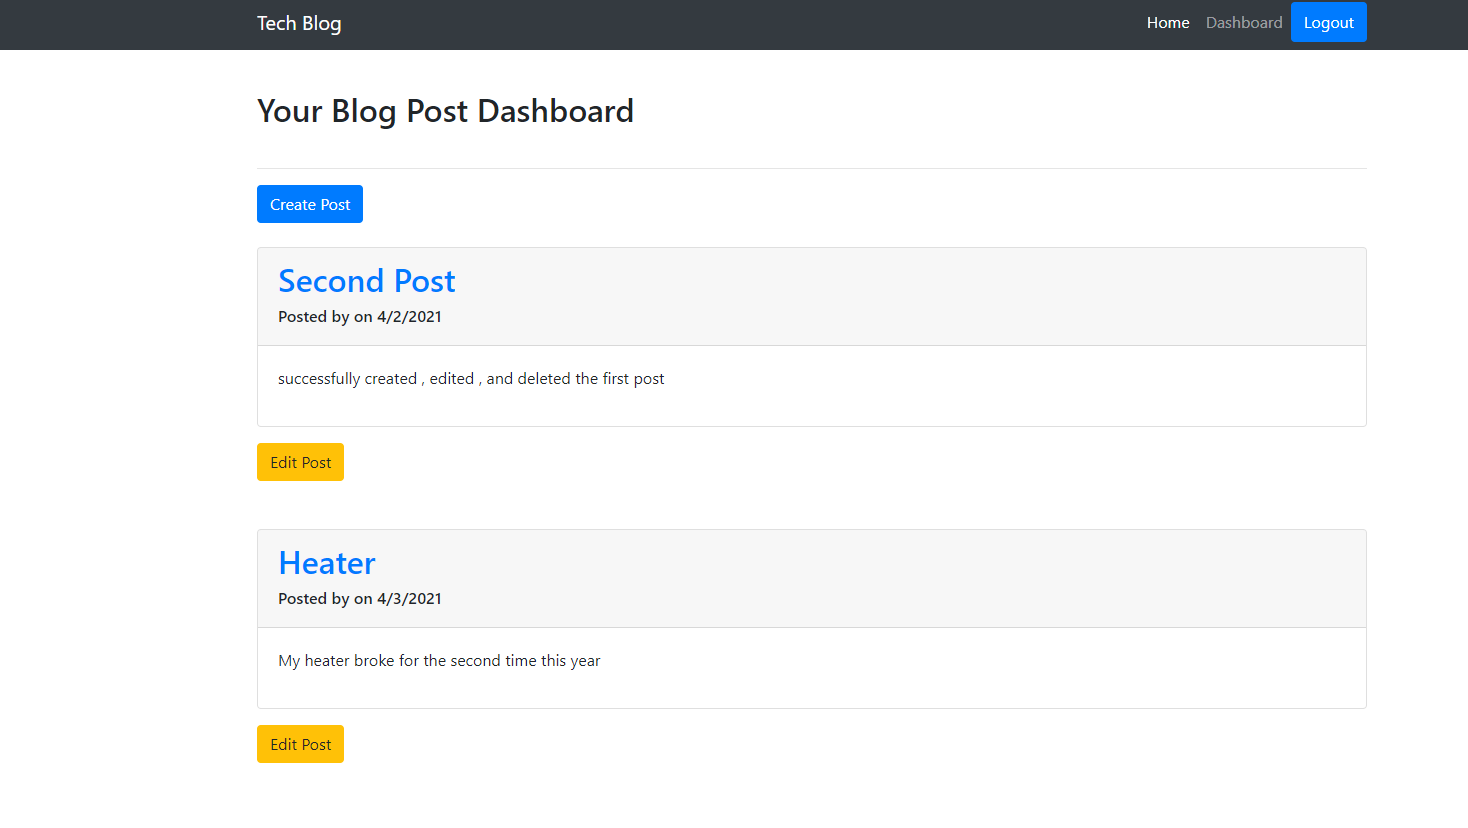 Tech Blog
Home Dashboard Logout
Your Blog Post Dashboard
Create Post
Second Post
Posted by on 4/2/2021
successfully created , edited , and deleted the first post
Edit Post
Heater
Posted by on 4/3/2021
My heater broke for the second time this year
Edit Post